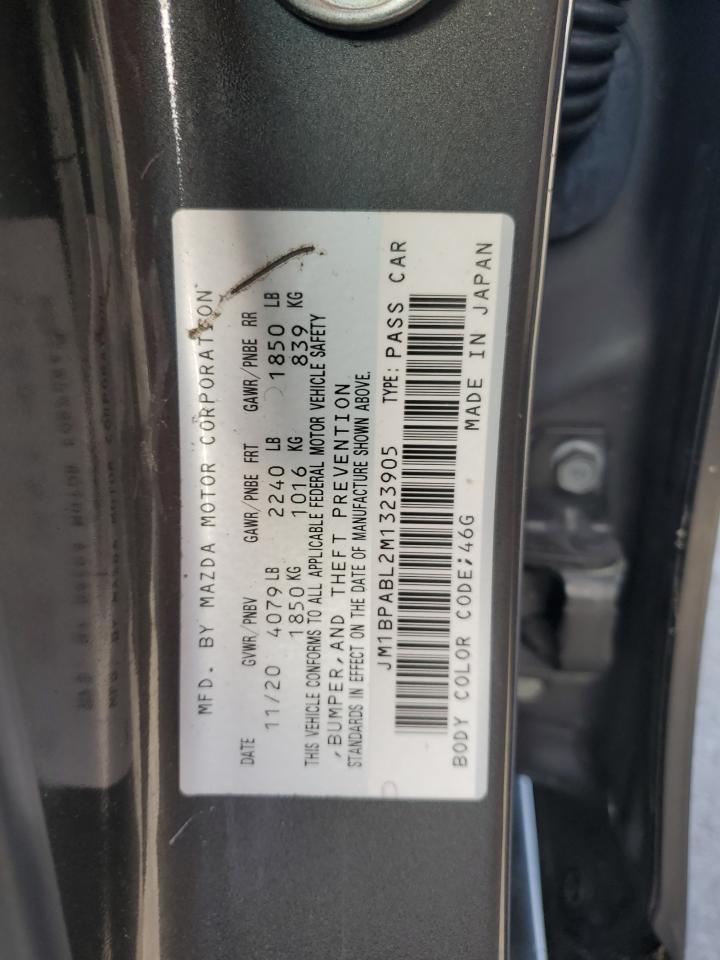 MFD. BY MAZDA MOTOR CORPORATION
DATE GVWR/PNBV GAWR/PNBE FRT GAWR/PNBE RR
11/20 4079 LB 2240 LB 1850 LB
1850 KG 1016 KG 839 KG
THIS VEHICLE CONFORMS TO ALL APPLICABLE FEDERAL MOTOR VEHICLE SAFETY
,BUMPER,AND THEFT PREVENTION
STANDARDS IN EFFECT ON THE DATE OF MANUFACTURE SHOWN ABOVE.
JM1BPABL2M1323905 TYPE: PASS CAR
BODY COLOR CODE;46G MADE IN JAPAN